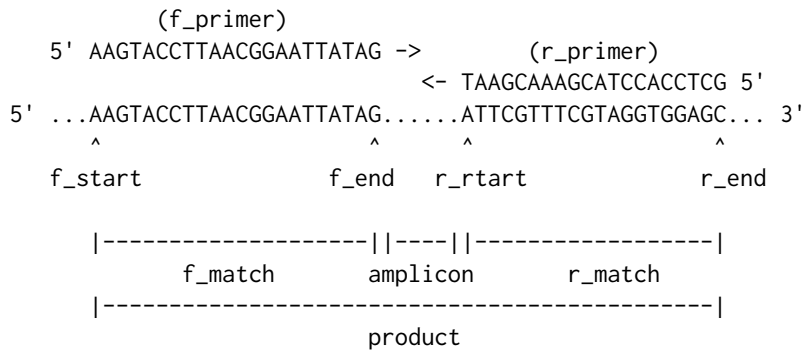 (f_primer)
5' AAGTACCTTAACGGAATTATAG -> (r_primer)
<- TAAGCAAAGCATCCACCTCG 5'
5' ...AAGTACCTTAACGGAATTATAG......ATTCGTTTCGTAGGTGGAGC... 3'
^ ^ ^ ^
f_start f_end r_rtart r_end
|---------------------||----||------------------|
f_match amplicon r_match
|-----------------------------------------------|
product